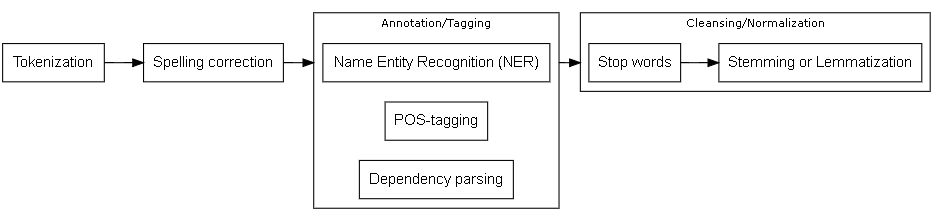 Tokenization
Spelling correction
Annotation/Tagging
Name Entity Recognition (NER)
POS-tagging
Dependency parsing
Cleansing/Normalization
Stop words
Stemming or Lemmatization